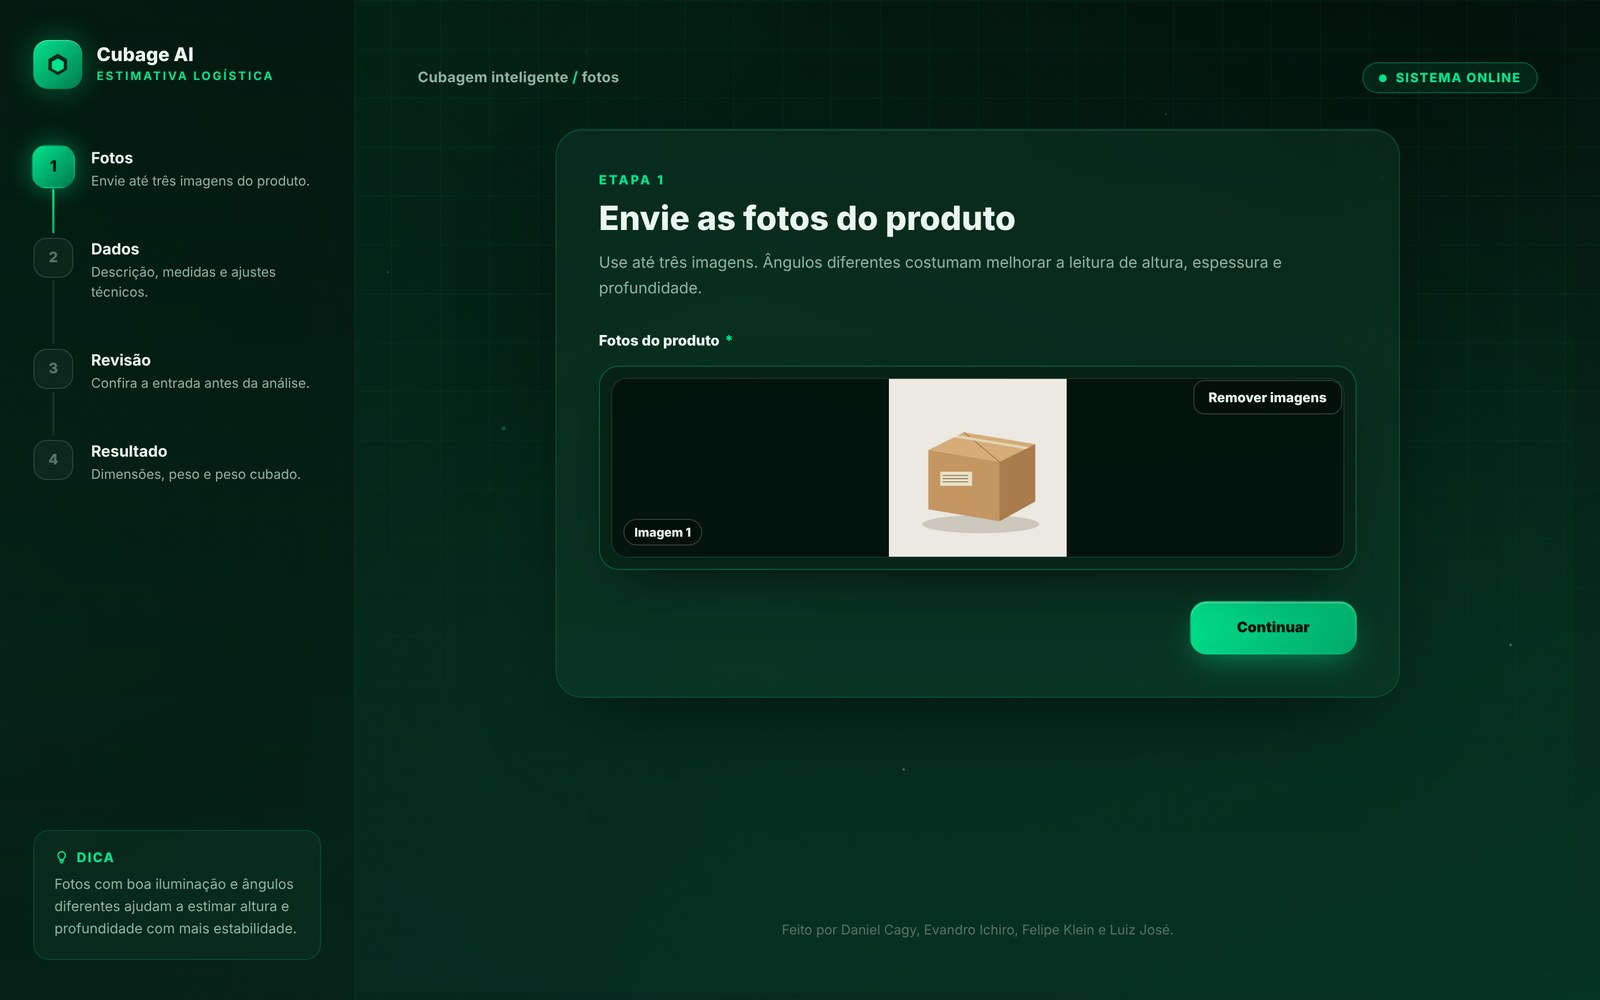 Cubage AI
ESTIMATIVA LOGÍSTICA
1
Fotos
Envie até três imagens do produto.
2
Dados
Descrição, medidas e ajustes
técnicos.
3
Revisão
Confira a entrada antes da análise.
4
Resultado
Dimensões, peso e peso cubado.
DICA
Fotos com boa iluminação e ângulos
diferentes ajudam a estimar altura e
profundidade com mais estabilidade.
Cubagem inteligente / fotos
SISTEMA ONLINE
ETAPA 1
Envie as fotos do produto
Use até três imagens. Ângulos diferentes costumam melhorar a leitura de altura, espessura e
profundidade.
Fotos do produto *
Remover imagens
Imagem 1
Continuar
Feito por Daniel Cagy, Evandro Ichiro, Felipe Klein e Luiz José.